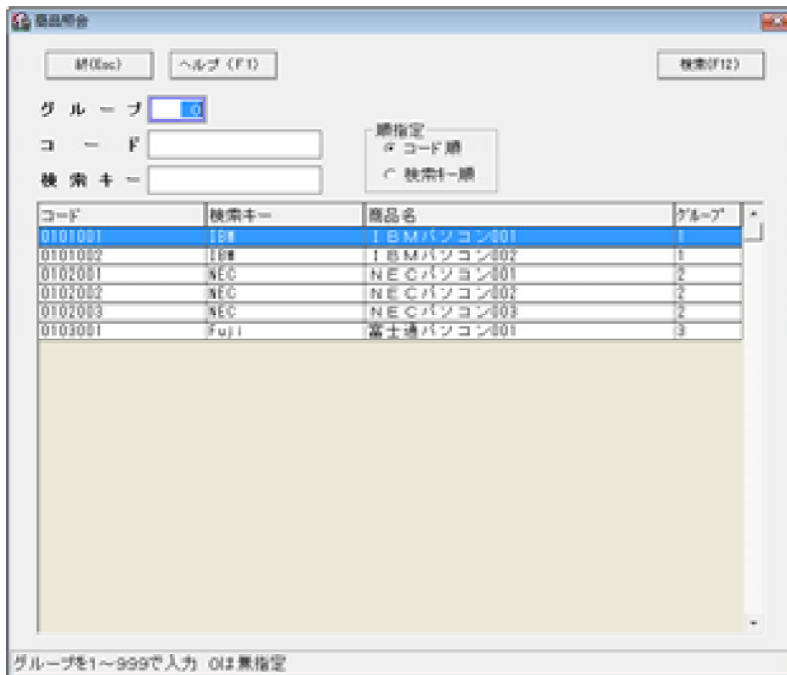 商品照会
終(Esc) ヘルプ(F1) 検索(F12)
グループ 0
コード
検索キー
順指定
コード順
検索キー順
コード 検索キー 商品名 グループ
0101001 IBM IBMパソコン001 1
0101002 IBM IBMパソコン002 1
0102001 NEC NECパソコン001 2
0102002 NEC NECパソコン002 2
0102003 NEC NECパソコン003 2
0103001 Fuji 富士通パソコン001 3
グループを1~999で入力 0は無指定